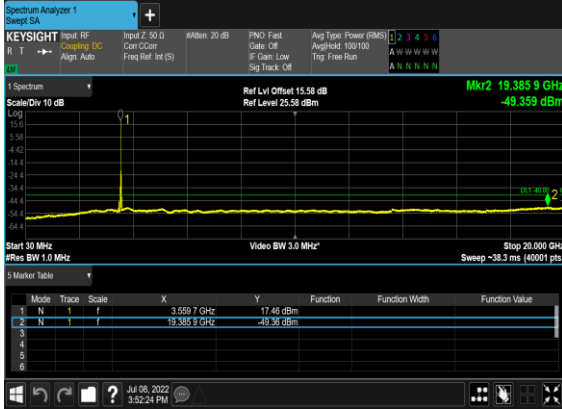 Spectrum Analyzer 1
Swept SA
+
KEYSIGHT Input: RF Input Z: 50 Ω #Atten: 20 dB PNO: Fast Avg Type: Power (RMS) 1 2 3 4 5 6
R T Coupling: DC Corr CCorr Gate: Off Avg|Hold: 100/100 A W W W W W
Align: Auto Freq Ref: Int (S) IF Gain: Low Trig: Free Run
Sig Track: Off A N N N N N
1 Spectrum
Ref Lvl Offset 15.58 dB Mkr2 19.385 9 GHz
Scale/Div 10 dB Ref Level 25.58 dBm -49.359 dBm
Log
15.6
5.58
-4.42
-14.4
-24.4
-34.4
-44.4
-54.4
-64.4
1
2
Start 30 MHz Video BW 3.0 MHz* Stop 20.000 GHz
#Res BW 1.0 MHz Sweep ~38.3 ms (40001 pts)
5 Marker Table
Mode Trace Scale X Y Function Function Width Function Value
1 N 1 f 3.559 7 GHz 17.46 dBm
2 N 1 f 19.385 9 GHz -49.36 dBm
3
4
5
6
? Jul 08, 2022
3:52:24 PM